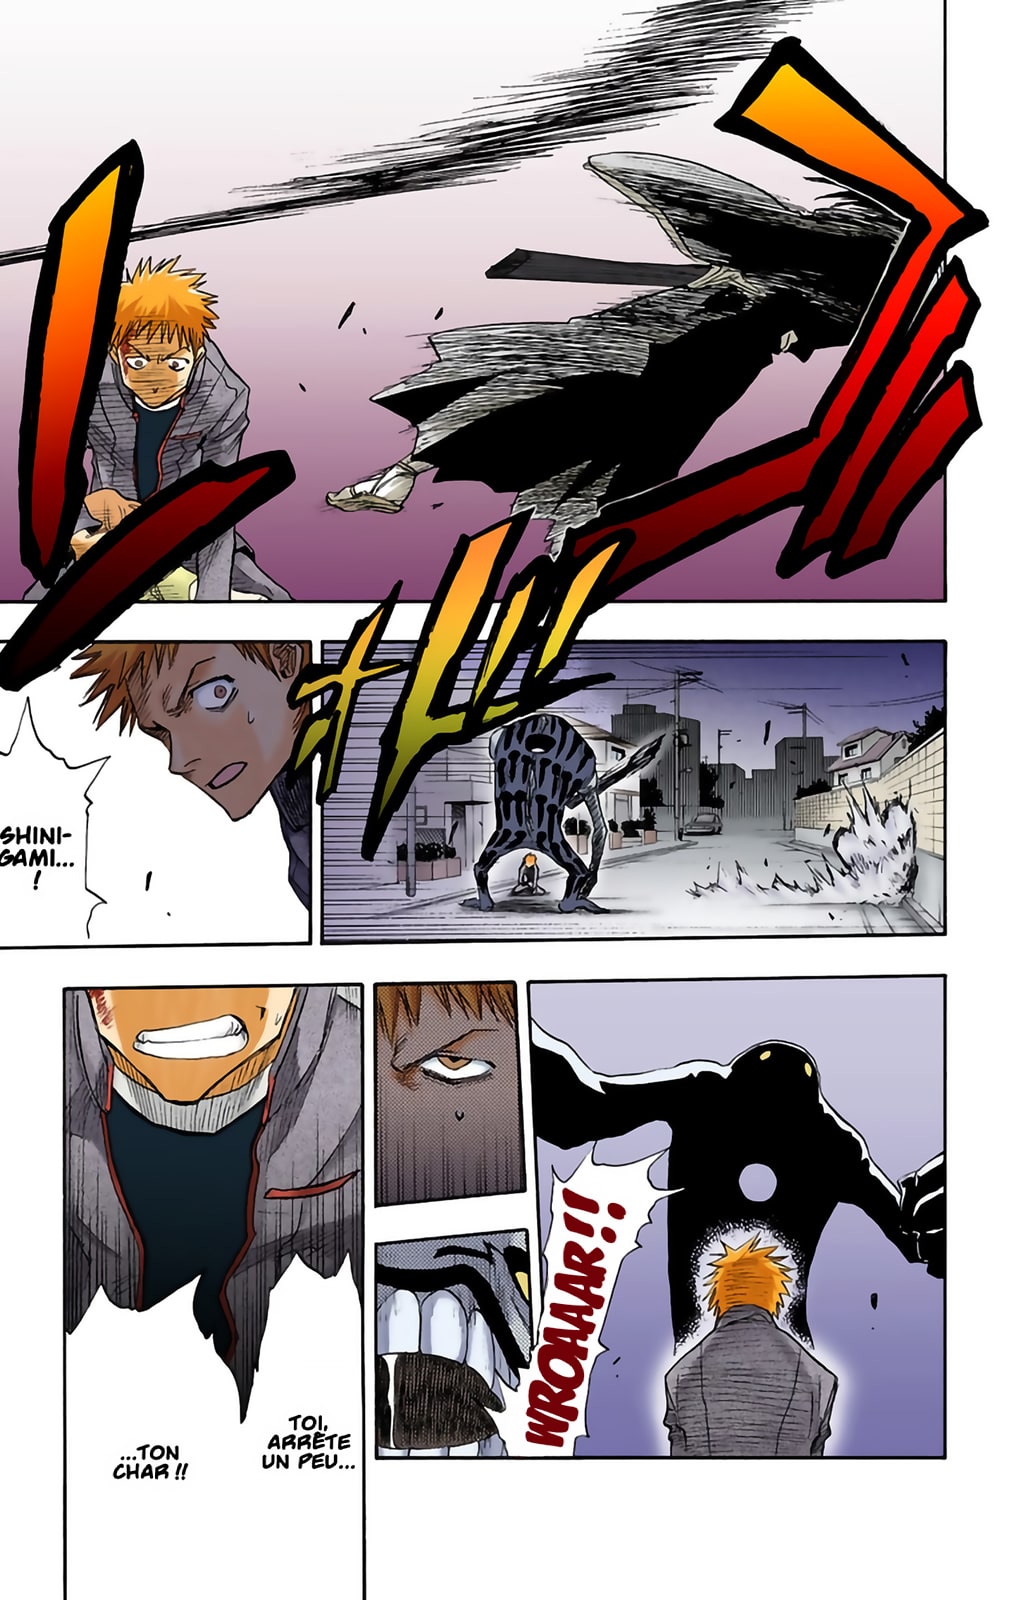 SHINI-
GAMI...
!
WROAAAR!!
TOI,
ARRÊTE
UN PEU...
...TON
CHAR!!